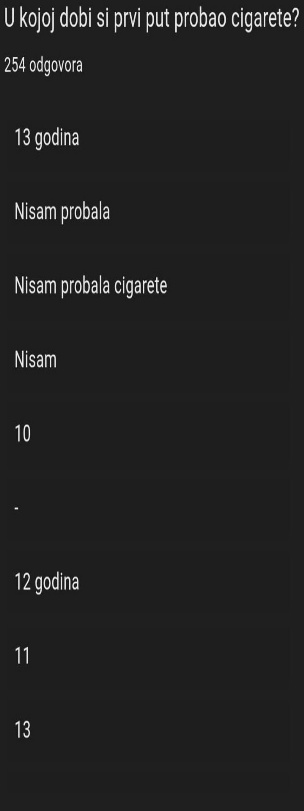 U kojoj dobi si prvi put probao cigarete?
254 odgovora
13 godina
Nisam probala
Nisam probala cigarete
Nisam
10
-
12 godina
11
13